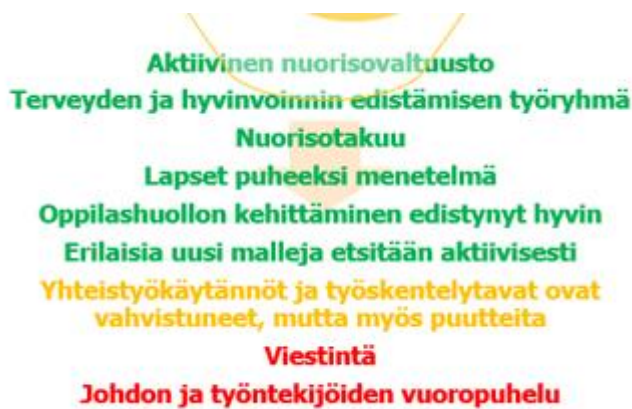 Aktiivinen nuorisovaltuusto
Terveyden ja hyvinvoinnin edistämisen työryhmä
Nuorisotakuu
Lapset puheeksi menetelmä
Oppilashuollon kehittäminen edistynyt hyvin
Erilaisia uusi malleja etsitään aktiivisesti
Yhteistyökäytännöt ja työskentelytavat ovat
vahvistuneet, mutta myös puutteita
Viestintä
Johdon ja työntekijöiden vuoropuhelu